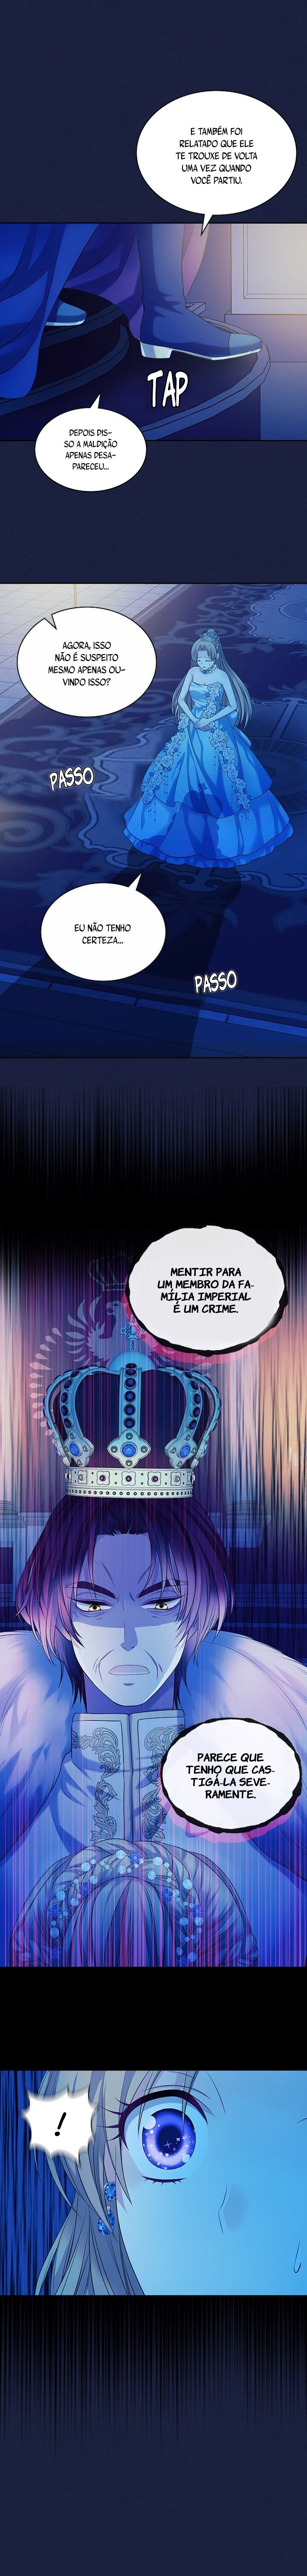 E TAMBÉM FOI
RELATADO QUE ELE
TE TROUXE DE VOLTA
UMA VEZ QUANDO
VOCÊ PARTIU.
TAP
DEPOIS DIS-
SO A MALDIÇÃO
APENAS DESA-
PARECEU...
AGORA, ISSO
NÃO É SUSPEITO
MESMO APENAS OU-
VINDO ISSO?
PASSO
EU NÃO TENHO
CERTEZA...
PASSO
MENTIR PARA
UM MEMBRO DA FA-
MÍLIA IMPERIAL
É UM CRIME.
PARECE QUE
TENHO QUE CAS-
TIGÁ-LA SEVE-
RAMENTE.
!